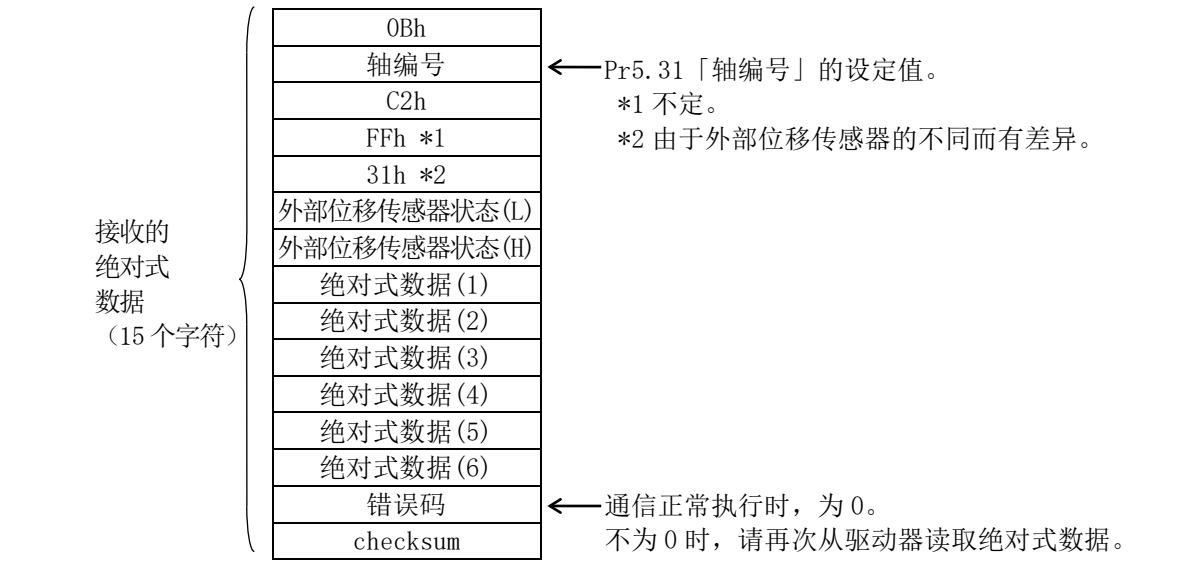 0Bh
轴编号
Pr5.31「轴编号」的设定值。
C2h
*1 不定。
FFh *1
*2 由于外部位移传感器的不同而有差异。
31h *2
外部位移传感器状态(L)
外部位移传感器状态(H)
接收的
绝对式
数据
（15 个字符）
绝对式数据(1)
绝对式数据(2)
绝对式数据(3)
绝对式数据(4)
绝对式数据(5)
绝对式数据(6)
错误码
通信正常执行时，为 0。
checksum
不为 0 时，请再次从驱动器读取绝对式数据。